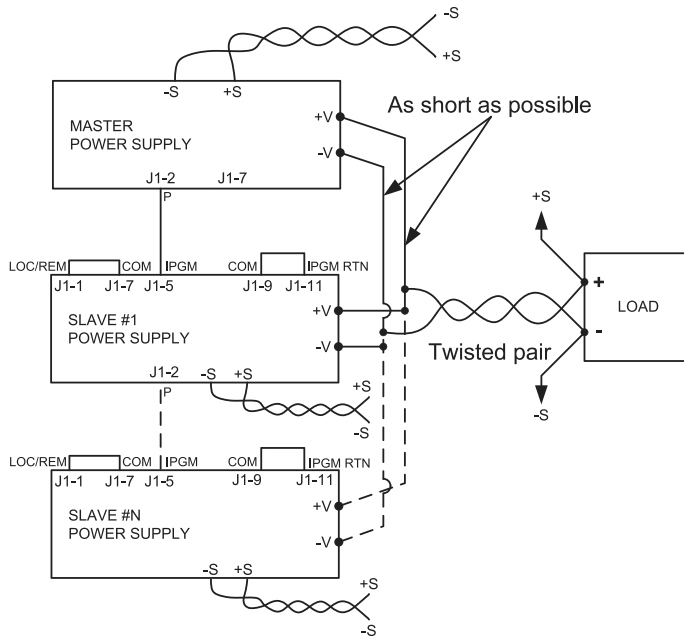 -S
+S
-S +S
MASTER
POWER SUPPLY
+V
-V
J1-2 J1-7
P
As short as possible
LOC/REM COM IPGM COM IPGM RTN
J1-1 J1-7 J1-5 J1-9 J1-11
SLAVE #1
POWER SUPPLY
+V
-V
J1-2 -S +S
P
+S
-S
+S
+
LOAD
-
Twisted pair
-S
LOC/REM COM IPGM COM IPGM RTN
J1-1 J1-7 J1-5 J1-9 J1-11
SLAVE #N
POWER SUPPLY
+V
-V
-S +S
+S
-S